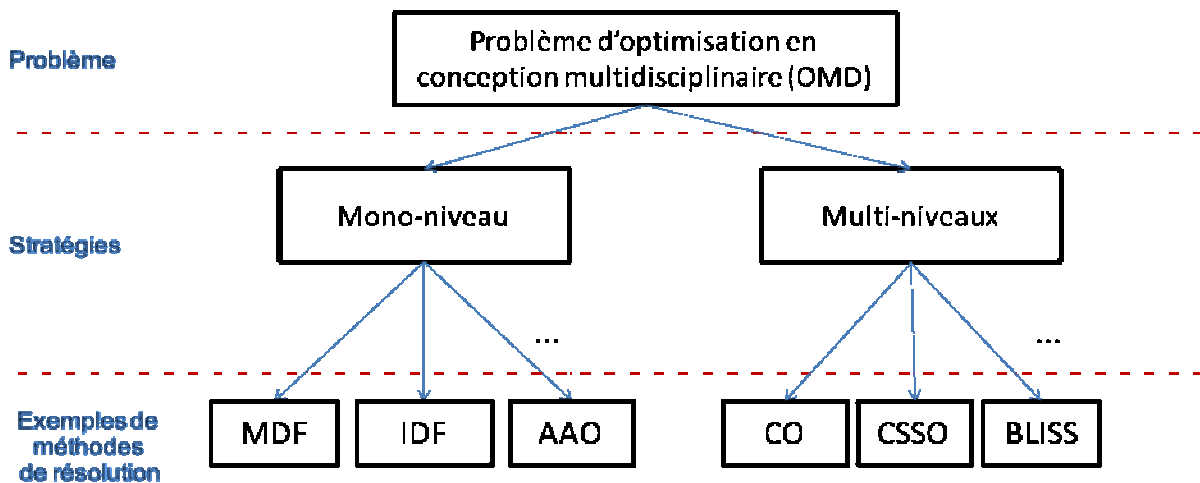 Problème
Problème d'optimisation en
conception multidisciplinaire (OMD)
Stratégies
Mono-niveau
Multi-niveaux
...
...
Exemples de
méthodes
de résolution
MDF
IDF
AAO
CO
CSSO
BLISS